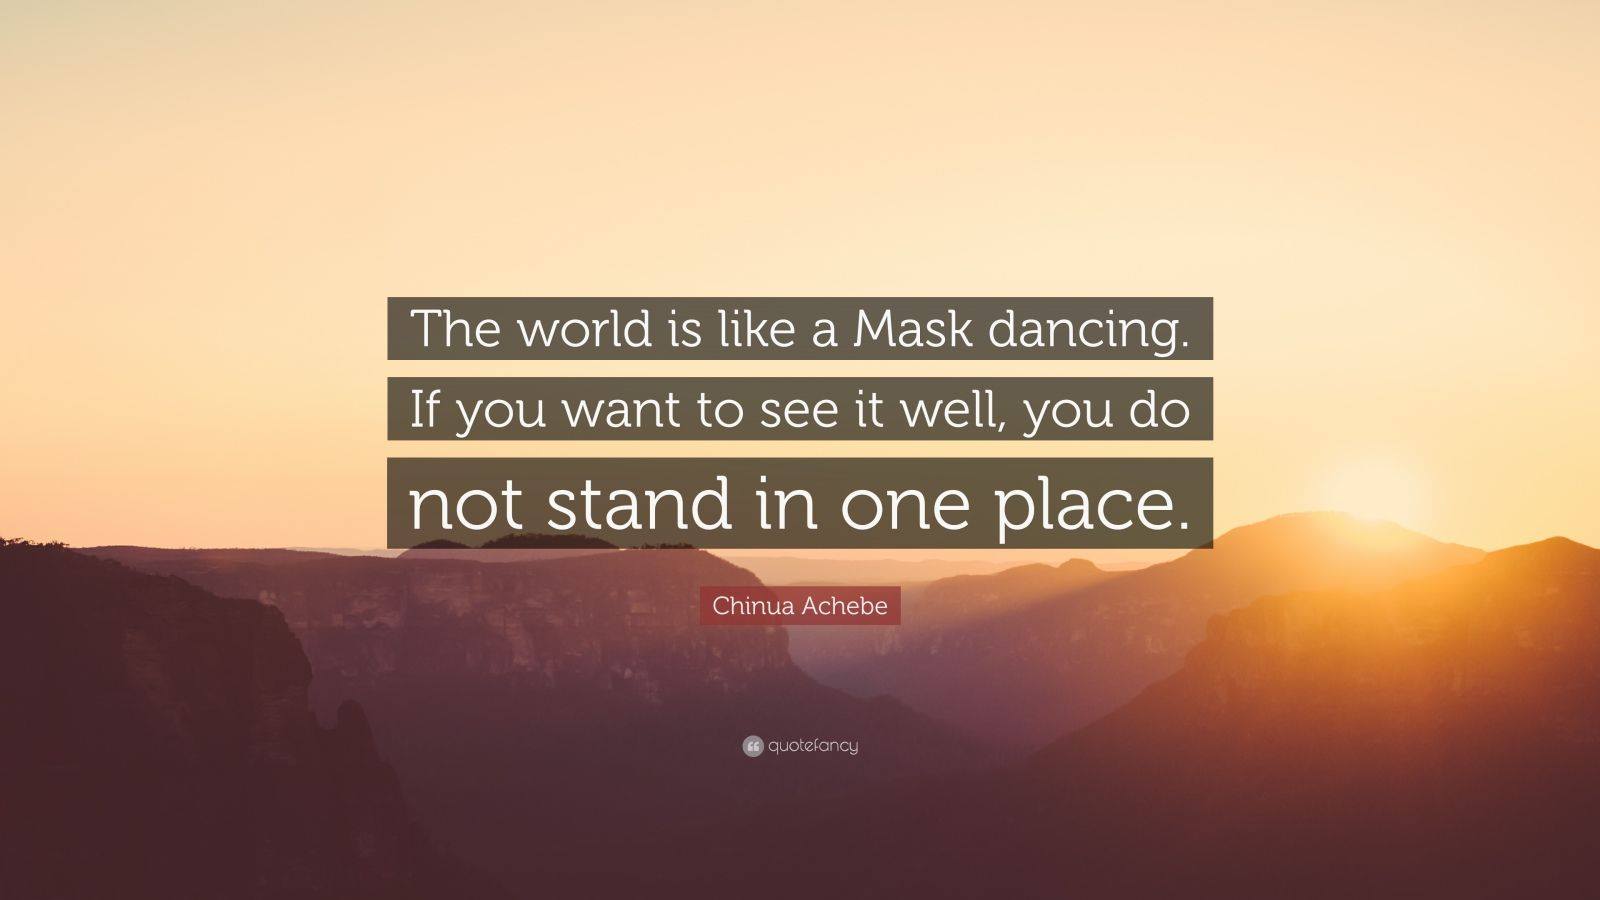 The world is like a Mask dancing.
If you want to see it well, you do
not stand in one place.
Chinua Achebe
quotefancy